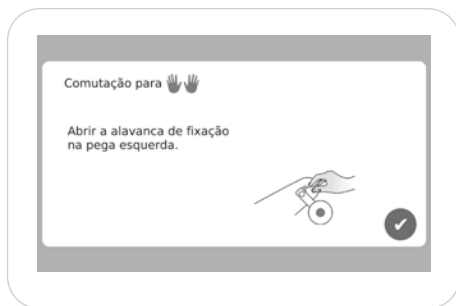 Comutação para
Abrir a alavanca de fixação
na pega esquerda.